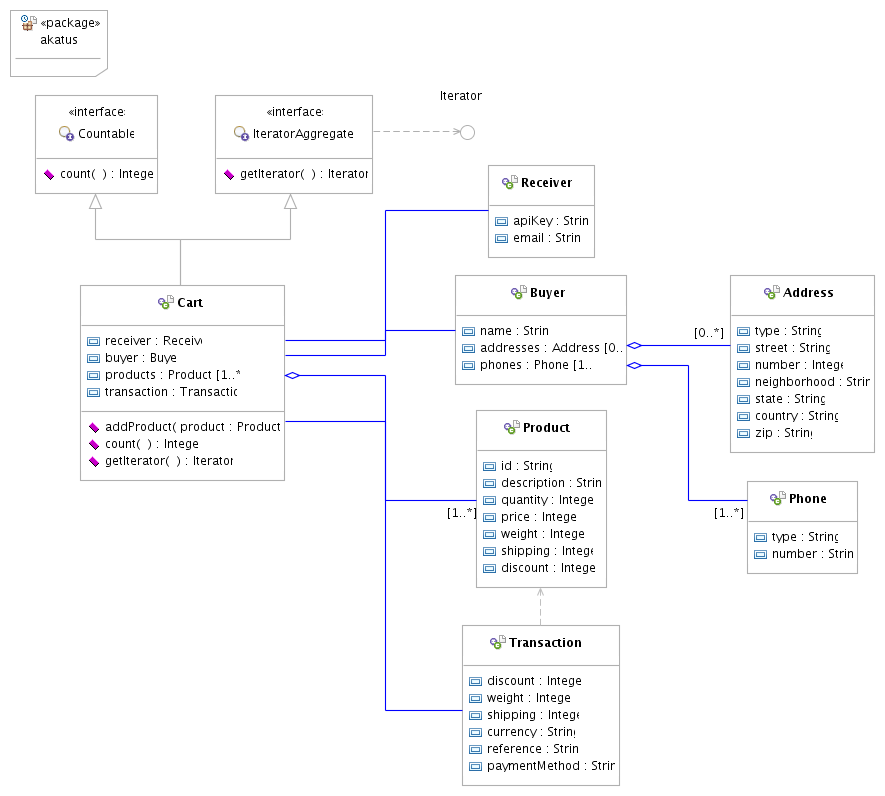 «package»
akatus
«interface:
Countable
count( ) : Intege
«interface:
IteratorAggregate
getIterator( ) : Iterator
Iterator
Receiver
apiKey : Strin
email : Strin
Cart
receiver : Receive
buyer : Buye
products : Product [1..*
transaction : Transactic
addProduct( product : Product
count( ) : Intege
getIterator( ) : Iterator
Buyer
name : Strin
addresses : Address [0..
phones : Phone [1..
[0..*]
[1..*]
Address
type : String
street : String
number : Intege
neighborhood : Strin
state : String
country : String
zip : String
Phone
type : String
number : Strin
Product
id : String
description : Strin
quantity : Intege
price : Intege
weight : Intege
shipping : Intege
discount : Intege
[1..*]
Transaction
discount : Intege
weight : Intege
shipping : Intege
currency : String
reference : Strin
paymentMethod : Strin